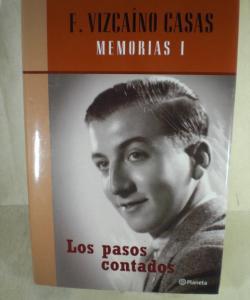 F. VIZCAÍNO CASAS
MEMORIAS I
Los pasos
contados
Planeta